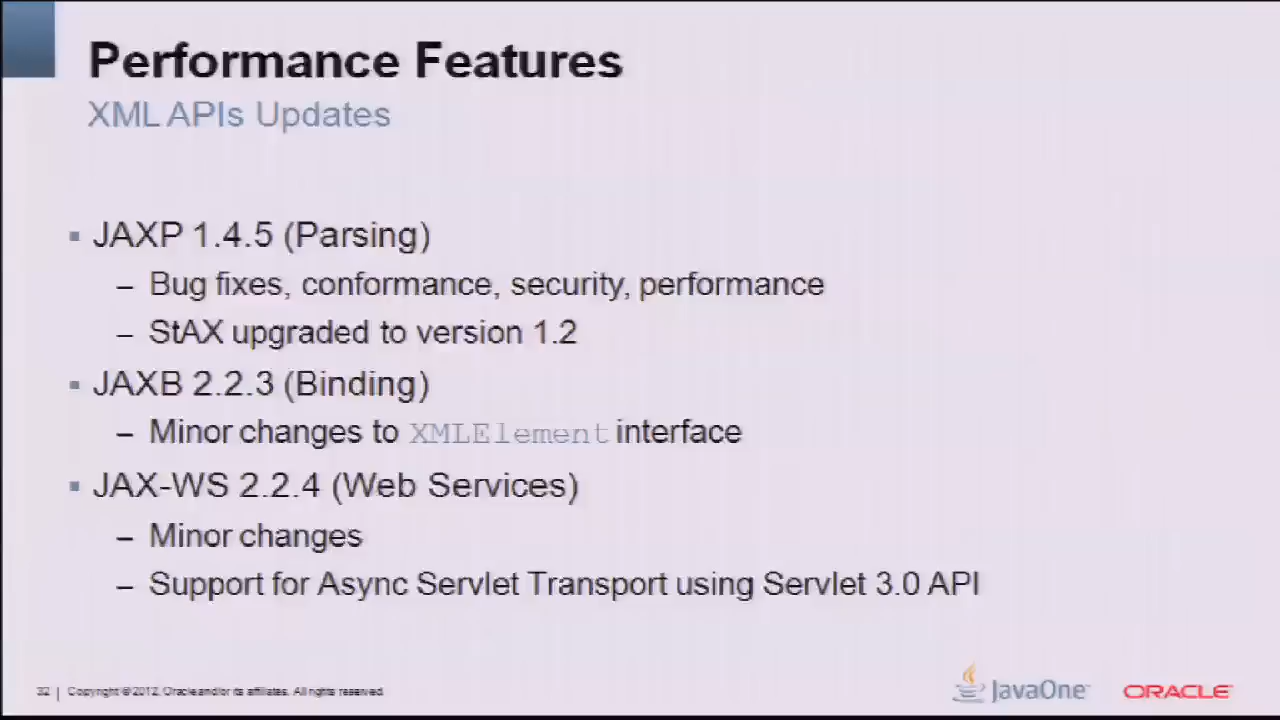 Performance Features
XML APIs Updates
▪ JAXP 1.4.5 (Parsing)
– Bug fixes, conformance, security, performance
– StAX upgraded to version 1.2
▪ JAXB 2.2.3 (Binding)
– Minor changes to XMLElement interface
▪ JAX-WS 2.2.4 (Web Services)
– Minor changes
– Support for Async Servlet Transport using Servlet 3.0 API
32 | Copyright © 2012, Oracle and/or its affiliates. All rights reserved.
JavaOne™ ORACLE®